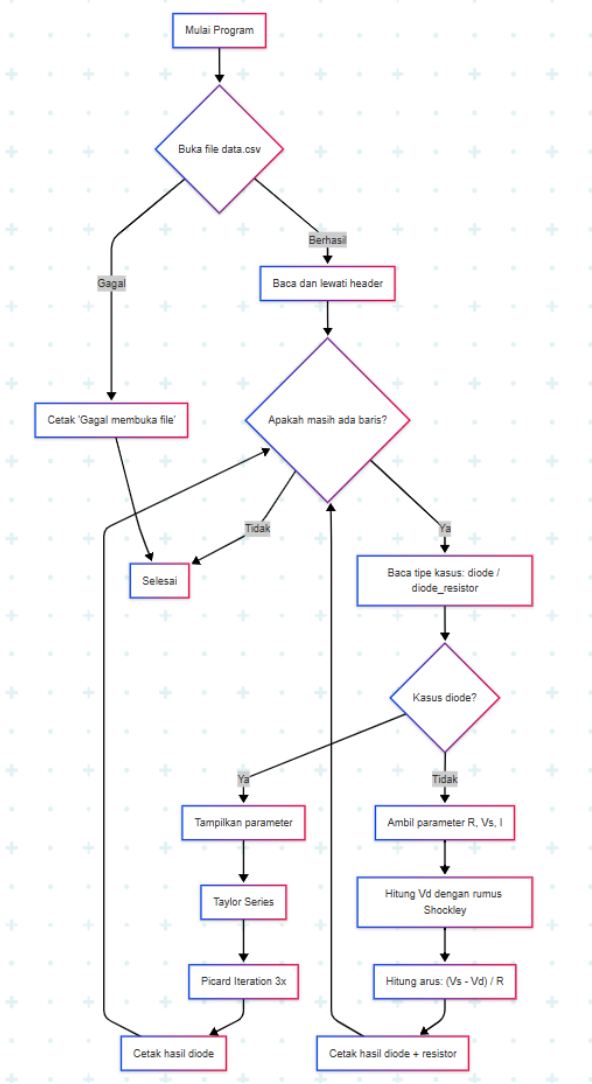 Mulai Program
Buka file data.csv
Berhasil
Gagal
Baca dan lewati header
Cetak 'Gagal membuka file'
Apakah masih ada baris?
Tidak
Ya
Selesai
Baca tipe kasus: diode /
diode_resistor
Kasus diode?
Ya
Tidak
Tampilkan parameter
Ambil parameter R, Vs, I
Taylor Series
Hitung Vd dengan rumus
Shockley
Picard Iteration 3x
Hitung arus: (Vs - Vd) / R
Cetak hasil diode
Cetak hasil diode + resistor